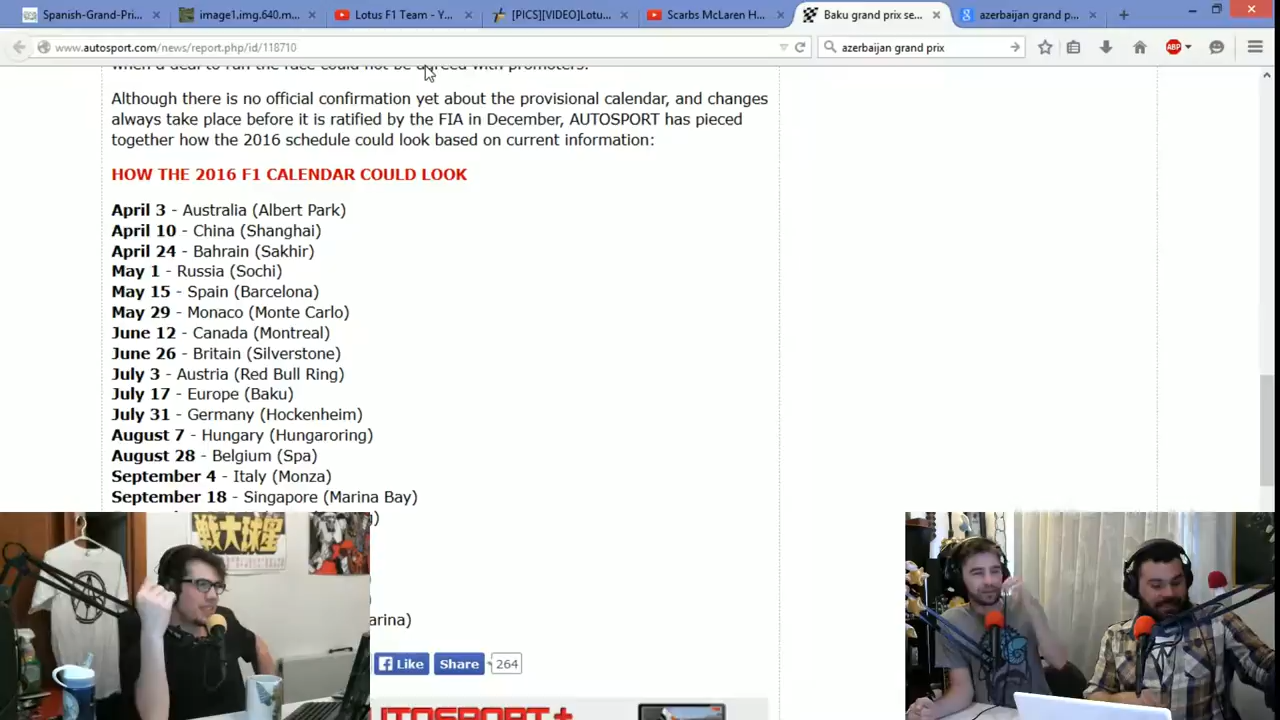 Spanish-Grand-Pri...
image1.img.640.m...
Lotus F1 Team - Y...
[PICS][VIDEO]Lotu...
Scarbs McLaren H...
Baku grand prix se...
azerbaijan grand p...
www.autosport.com/news/report.php/id/118710
azerbaijan grand prix
ABP
when a deal to run the race could not be agreed with promoters.
Although there is no official confirmation yet about the provisional calendar, and changes
always take place before it is ratified by the FIA in December, AUTOSPORT has pieced
together how the 2016 schedule could look based on current information:
HOW THE 2016 F1 CALENDAR COULD LOOK
April 3 - Australia (Albert Park)
April 10 - China (Shanghai)
April 24 - Bahrain (Sakhir)
May 1 - Russia (Sochi)
May 15 - Spain (Barcelona)
May 29 - Monaco (Monte Carlo)
June 12 - Canada (Montreal)
June 26 - Britain (Silverstone)
July 3 - Austria (Red Bull Ring)
July 17 - Europe (Baku)
July 31 - Germany (Hockenheim)
August 7 - Hungary (Hungaroring)
August 28 - Belgium (Spa)
September 4 - Italy (Monza)
September 18 - Singapore (Marina Bay)
戦大球星
arina)
Like
Share
264
UTOSPORT+